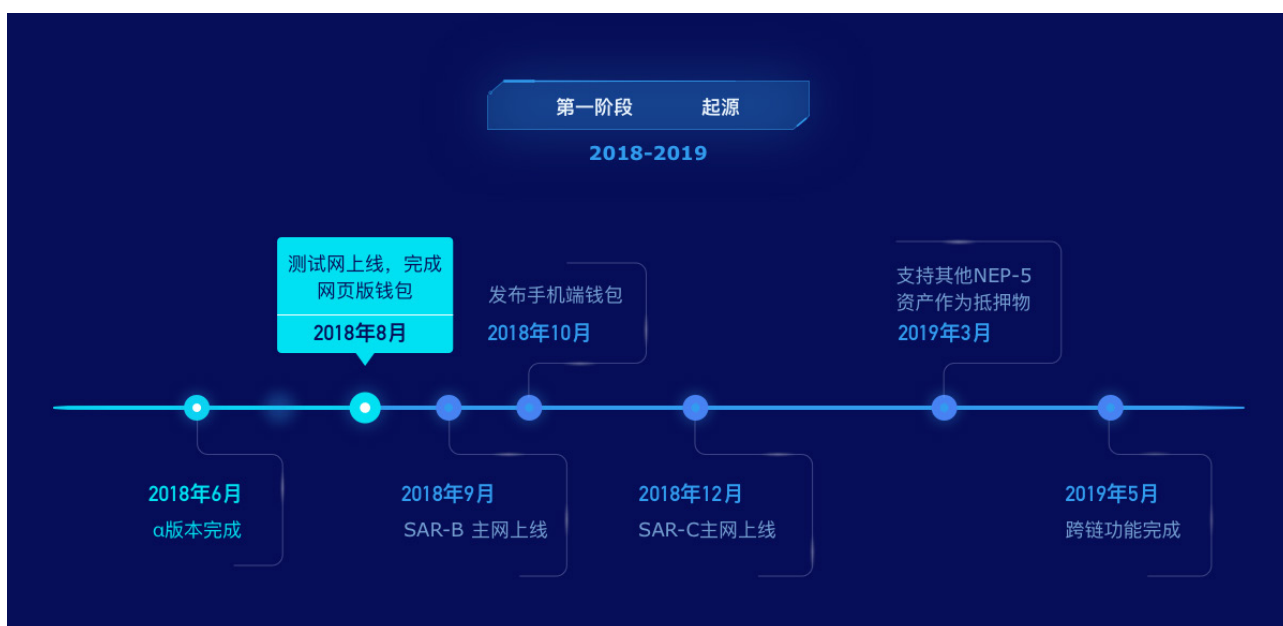 第一阶段 起源
2018-2019
测试网上线，完成
网页版钱包
2018年8月
发布手机端钱包
2018年10月
支持其他NEP-5
资产作为抵押物
2019年3月
2018年6月
α版本完成
2018年9月
SAR-B 主网上线
2018年12月
SAR-C主网上线
2019年5月
跨链功能完成